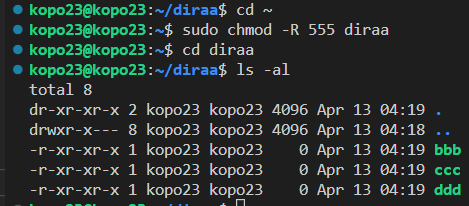 kopo23@kopo23:~/diraa$ cd ~
kopo23@kopo23:~$ sudo chmod -R 555 diraa
kopo23@kopo23:~$ cd diraa
kopo23@kopo23:~/diraa$ ls -al
total 8
dr-xr-xr-x 2 kopo23 kopo23 4096 Apr 13 04:19 .
drwxr-x--- 8 kopo23 kopo23 4096 Apr 13 04:18 ..
-r-xr-xr-x 1 kopo23 kopo23    0 Apr 13 04:19 bbb
-r-xr-xr-x 1 kopo23 kopo23    0 Apr 13 04:19 ccc
-r-xr-xr-x 1 kopo23 kopo23    0 Apr 13 04:19 ddd
kopo23@kopo23:~/diraa$